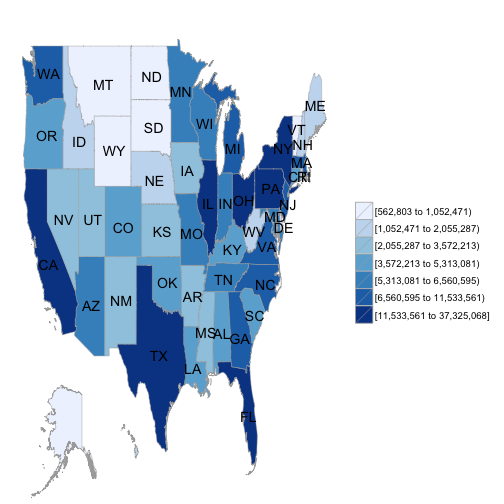 WA
MT
ND
MN
ME
OR
ID
SD
WI
MI
VT
NH
NY
MA
WY
CT
RI
NE
IA
PA
IL
IN
OH
NJ
NV
UT
CO
KS
MO
KY
WV
MD
DE
VA
CA
AZ
NM
OK
AR
TN
NC
MS
AL
GA
SC
TX
LA
FL
[562,803 to 1,052,471)
[1,052,471 to 2,055,287)
[2,055,287 to 3,572,213)
[3,572,213 to 5,313,081)
[5,313,081 to 6,560,595)
[6,560,595 to 11,533,561)
[11,533,561 to 37,325,068]